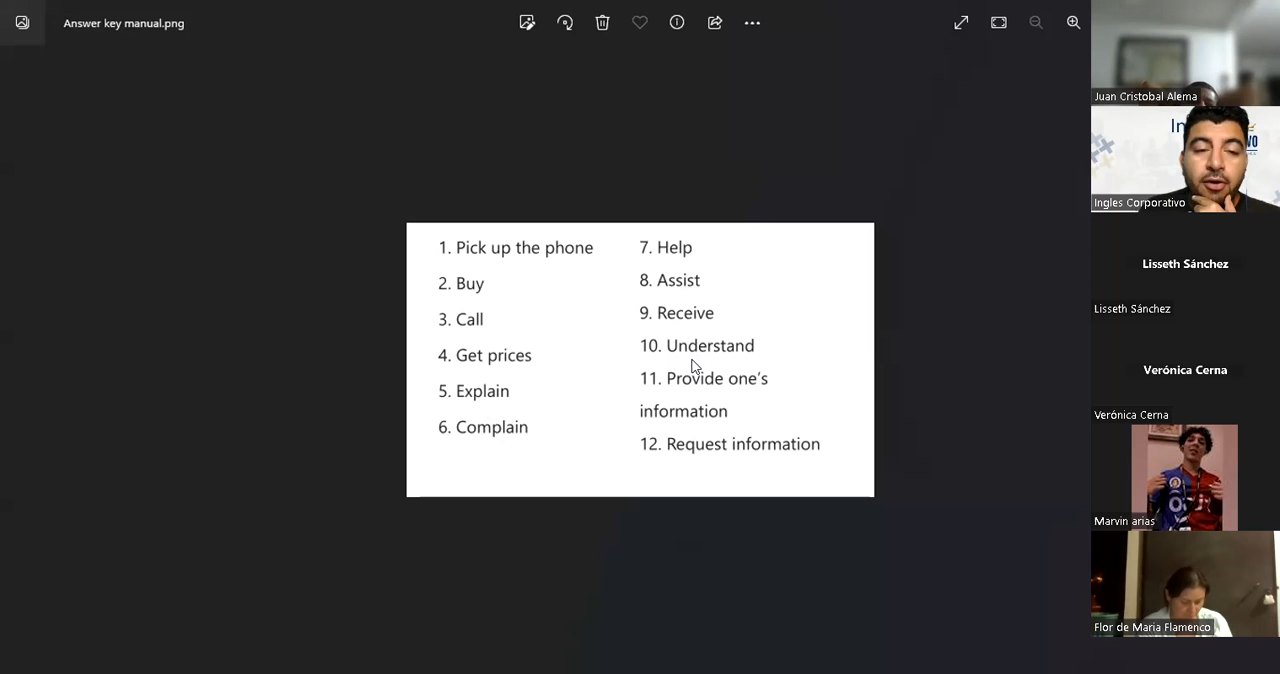 Answer key manual.png
1. Pick up the phone
2. Buy
3. Call
4. Get prices
5. Explain
6. Complain
7. Help
8. Assist
9. Receive
10. Understand
11. Provide one's
information
12. Request information
Juan Cristobal Alema
In
VO
Ingles Corporativo
Lisseth Sánchez
Lisseth Sánchez
Verónica Cerna
Verónica Cerna
Marvin arias
Flor de Maria Flamenco